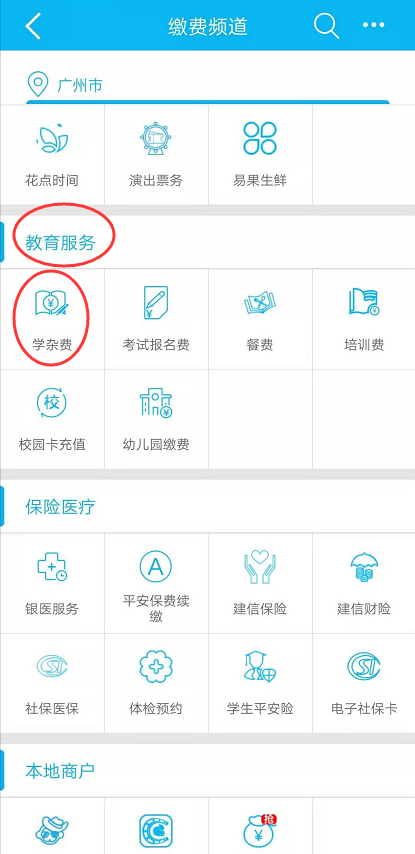 缴费频道
广州市
花点时间
演出票务
易果生鲜
教育服务
¥
¥
¥
学杂费
考试报名费
餐费
培训费
校
¥
校园卡充值
幼儿园缴费
保险医疗
A
银医服务
平安保费续
缴
建信保险
建信财险
社保医保
体检预约
学生平安险
电子社保卡
本地商户
抢
¥